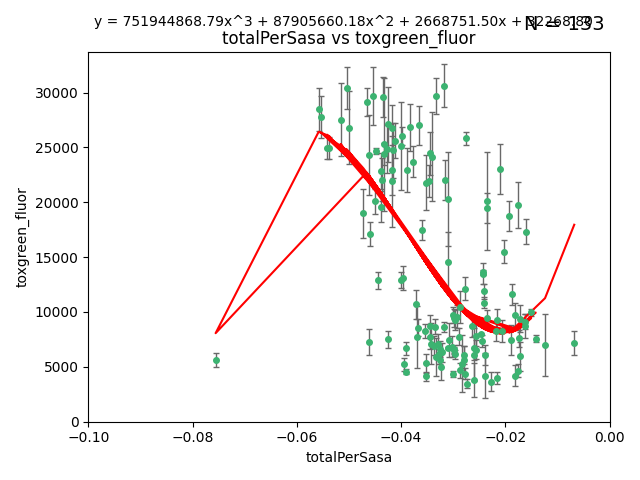 y = 751944868.79x^3 + 87905660.18x^2 + 2668751.50x +
N = 133
totalPerSasa vs toxgreen_fluor
30000
25000
20000
15000
10000
5000
0
toxgreen_fluor
−0.10 −0.08 −0.06 −0.04 −0.02 0.00
totalPerSasa